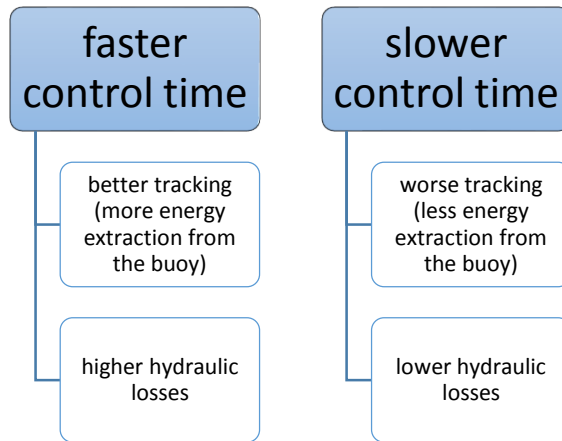 faster
control time
better tracking
(more energy
extraction from
the buoy)
higher hydraulic
losses
slower
control time
worse tracking
(less energy
extraction from
the buoy)
lower hydraulic
losses